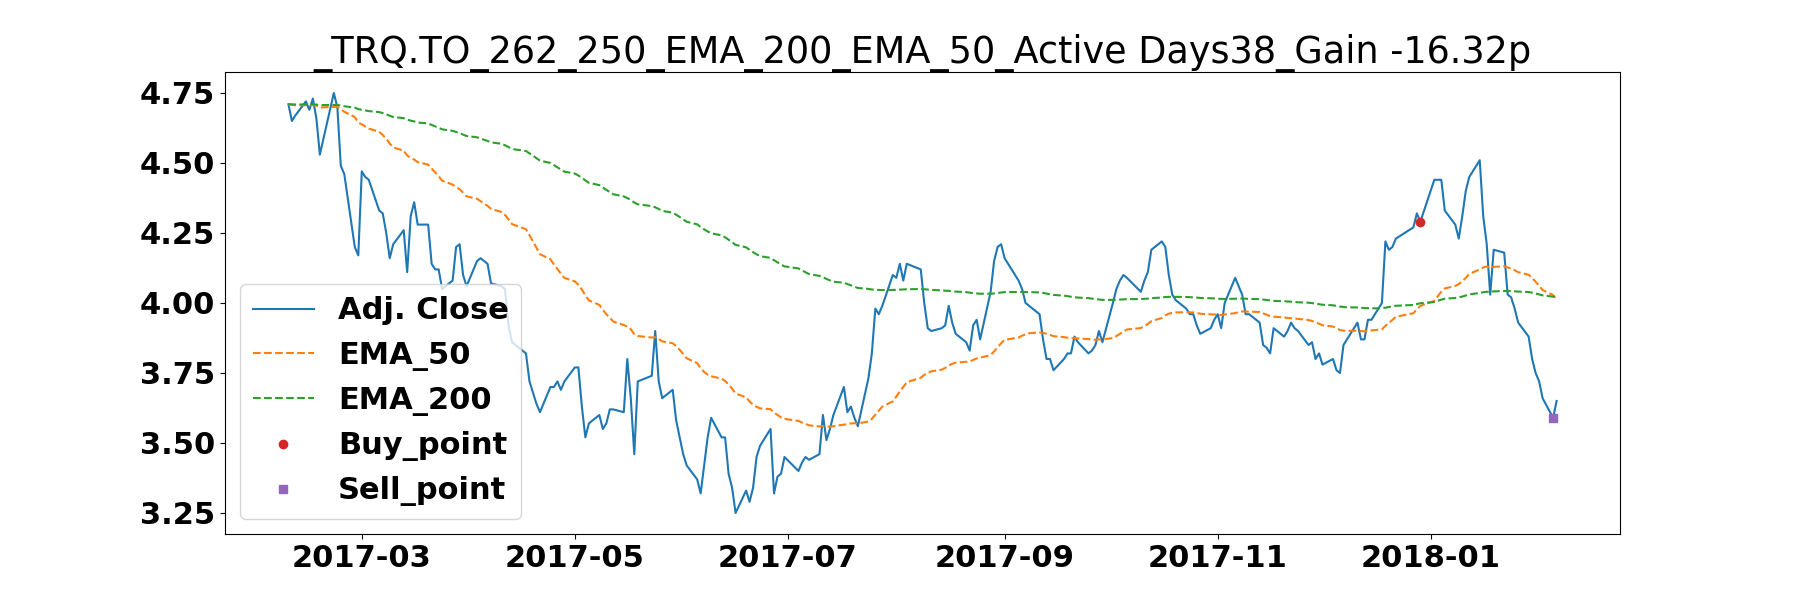 _TRQ.TO_262_250_EMA_200_EMA_50_Active Days38_Gain -16.32p
4.75
4.50
4.25
4.00
3.75
3.50
3.25
Adj. Close
EMA_50
EMA_200
Buy_point
Sell_point
2017-03 2017-05 2017-07 2017-09 2017-11 2018-01